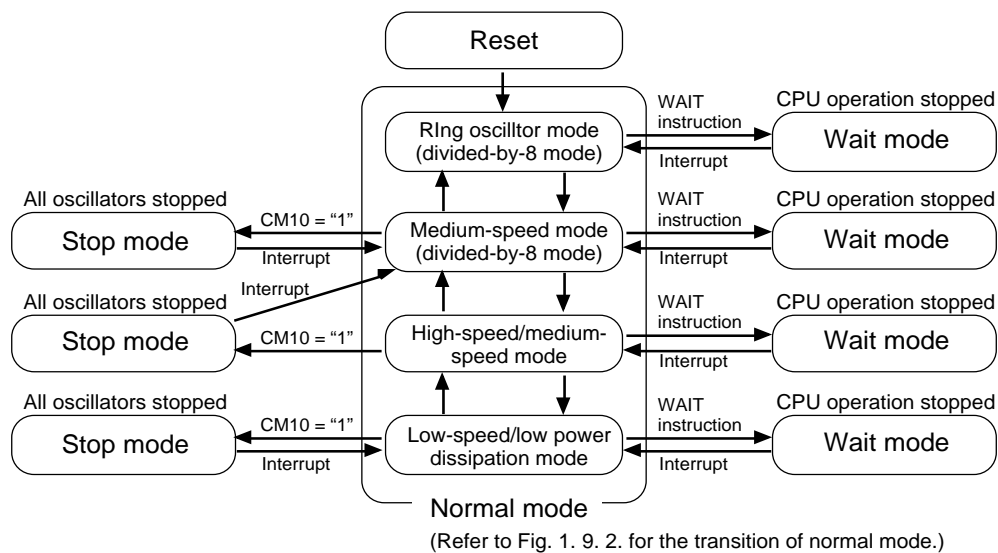 Reset
RIng oscilltor mode
(divided-by-8 mode)
WAIT
instruction
Interrupt
CPU operation stopped
Wait mode
All oscillators stopped
Stop mode
CM10 = “1”
Interrupt
Medium-speed mode
(divided-by-8 mode)
WAIT
instruction
Interrupt
CPU operation stopped
Wait mode
Interrupt
All oscillators stopped
Stop mode
CM10 = “1”
High-speed/medium-
speed mode
WAIT
instruction
Interrupt
CPU operation stopped
Wait mode
All oscillators stopped
Stop mode
CM10 = “1”
Interrupt
Low-speed/low power
dissipation mode
WAIT
instruction
Interrupt
CPU operation stopped
Wait mode
Normal mode
(Refer to Fig. 1. 9. 2. for the transition of normal mode.)